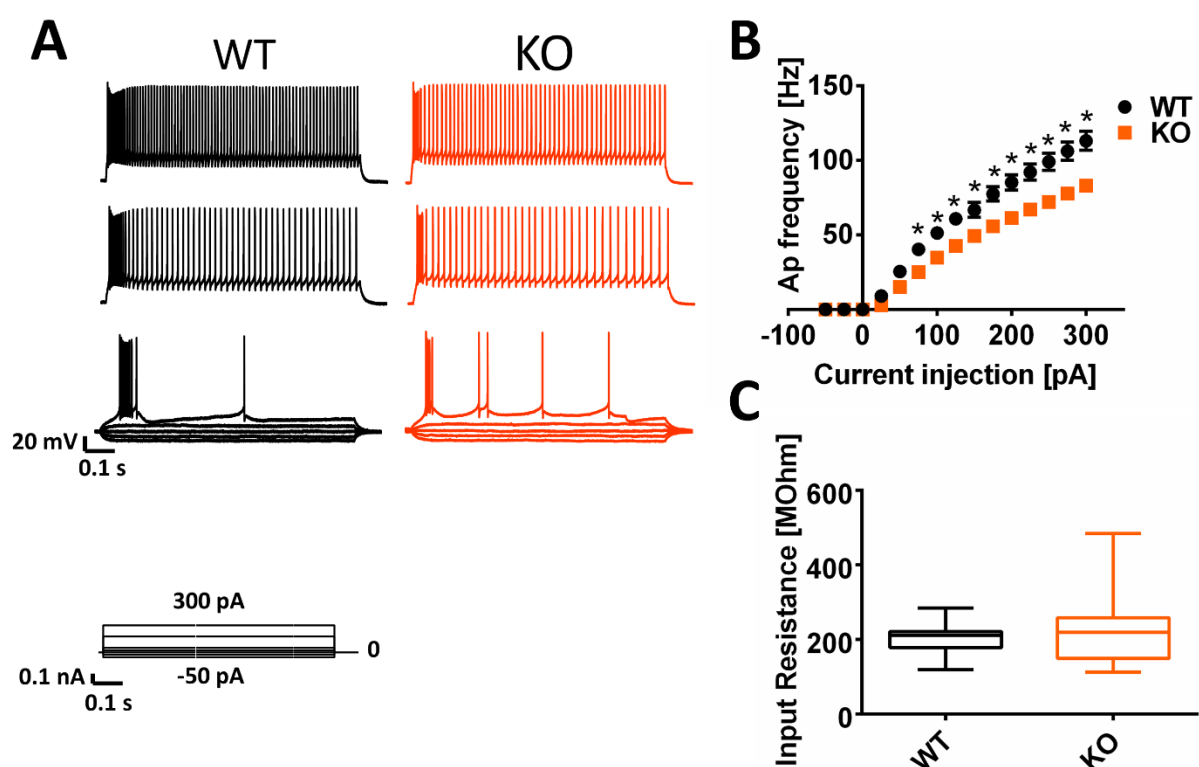 A
WT
KO
20 mV
0.1 s
300 pA
0
-50 pA
0.1 nA
0.1 s
B
Ap frequency [Hz]
150
100
50
-100
0
100
200
300
Current injection [pA]
* * * * * * * * * *
WT
KO
C
Input Resistance [MOhm]
600
400
200
0
WT
KO